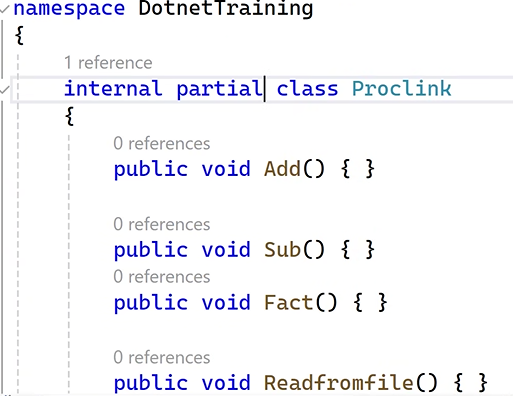 namespace DotnetTraining
{
1 reference
internal partial class Proclink
{
0 references
public void Add() { }
0 references
public void Sub() { }
0 references
public void Fact() { }
0 references
public void Readfromfile() { }